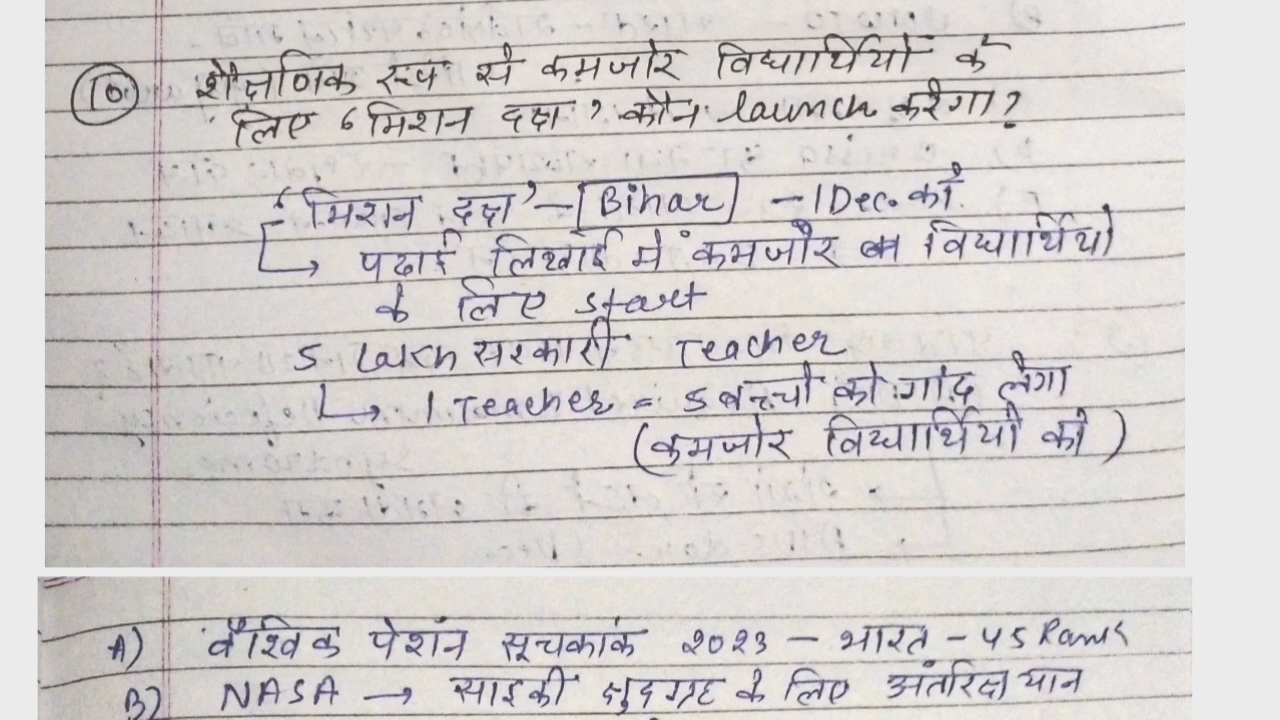 10. शैक्षणिक रूप से कमजोर विद्यार्थियों के
लिए 'मिशन दक्ष' कौन launch करेगा?
'मिशन दक्ष' - Bihar - 1 Dec. को
→ पढाई लिखाई में कमजोर विद्यार्थियो
के लिए start
5 Lakh सरकारी Teacher
→ 1 Teacher = 5 बच्चो को गोद लेगा
(कमजोर विद्यार्थियों को)
A) वैश्विक पेशंन सूचकांक 2023 - भारत - 45 Rank
B) NASA → साइकी क्षुद्रग्रह के लिए अंतरिक्ष यान